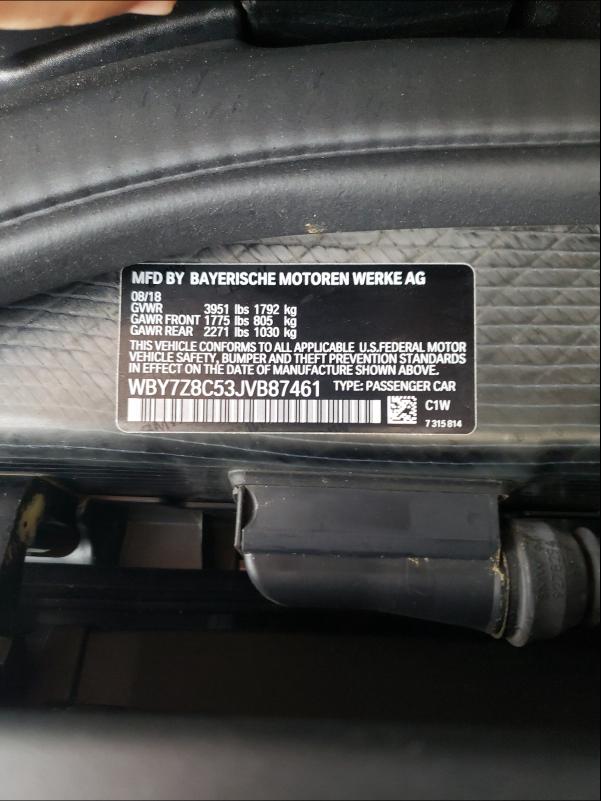 MFD BY BAYERISCHE MOTOREN WERKE AG
08/18
GVWR 3951 lbs 1792 kg
GAWR FRONT 1775 lbs 805 kg
GAWR REAR 2271 lbs 1030 kg
THIS VEHICLE CONFORMS TO ALL APPLICABLE U.S.FEDERAL MOTOR
VEHICLE SAFETY, BUMPER AND THEFT PREVENTION STANDARDS
IN EFFECT ON THE DATE OF MANUFACTURE SHOWN ABOVE.
WBY7Z8C53JVB87461 TYPE: PASSENGER CAR
C1W
7 315 814